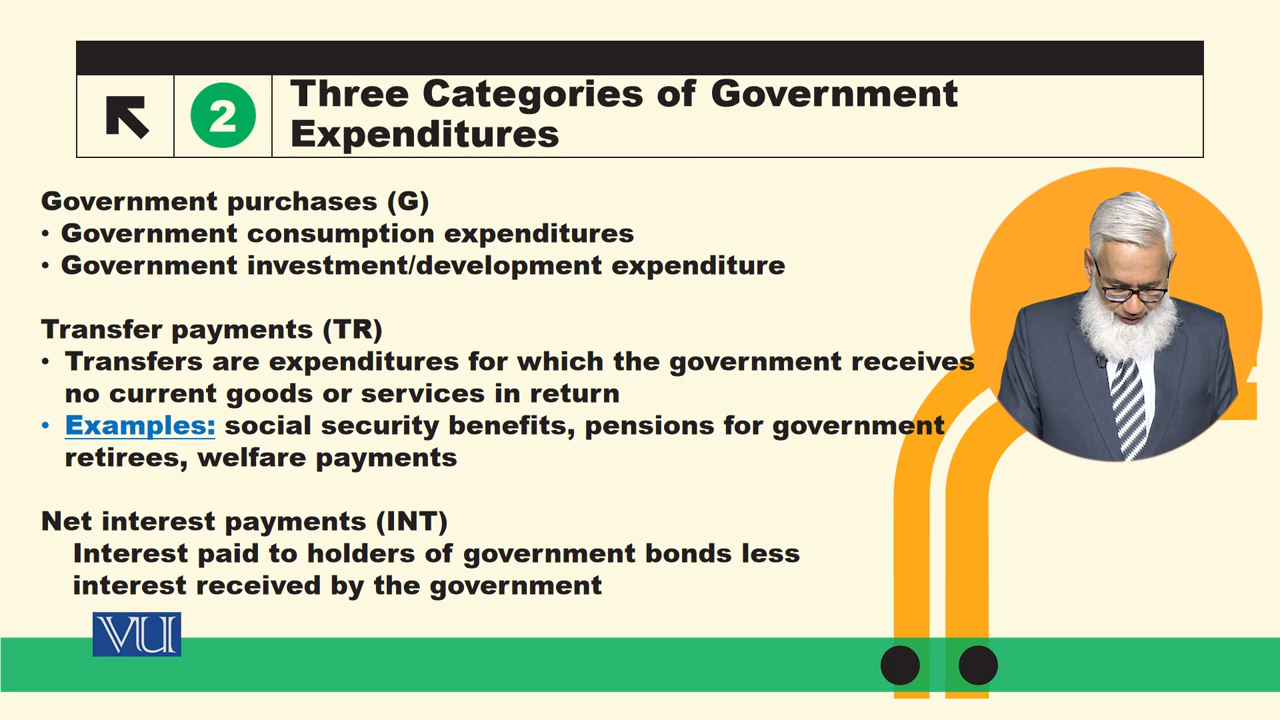 2
Three Categories of Government
Expenditures
Government purchases (G)
• Government consumption expenditures
• Government investment/development expenditure
Transfer payments (TR)
• Transfers are expenditures for which the government receives
no current goods or services in return
• Examples: social security benefits, pensions for government
retirees, welfare payments
Net interest payments (INT)
Interest paid to holders of government bonds less
interest received by the government
VU